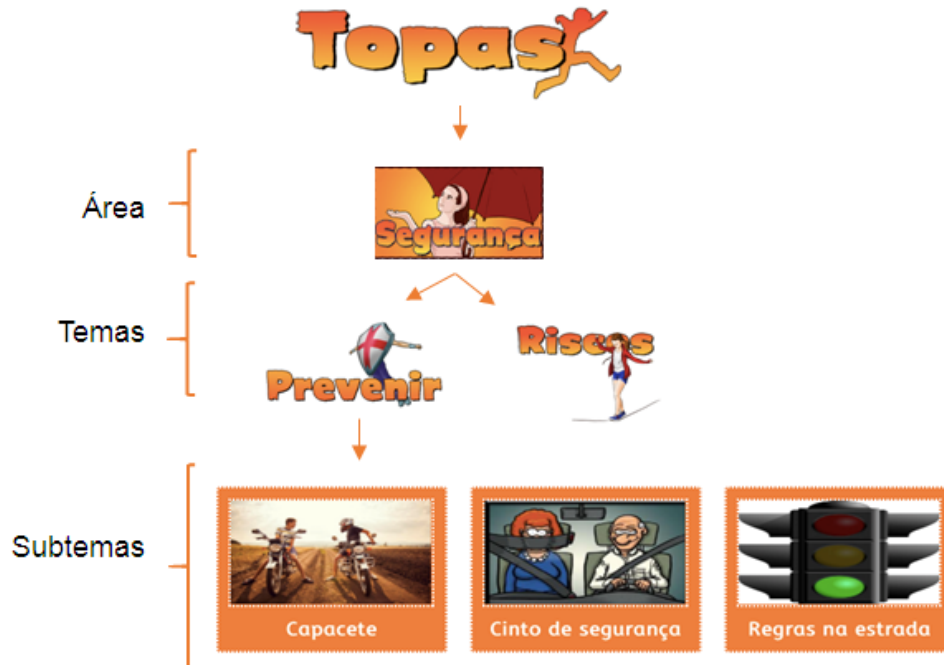 Topas
Área
Segurança
Temas
Prevenir
Riscos
Subtemas
Capacete
Cinto de segurança
Regras na estrada